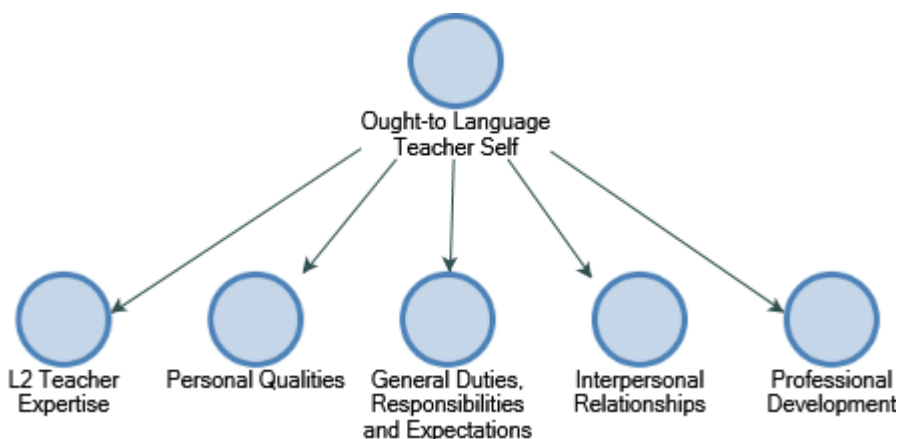 Ought-to Language
Teacher Self
L2 Teacher
Expertise
Personal Qualities
General Duties,
Responsibilities
and Expectations
Interpersonal
Relationships
Professional
Development